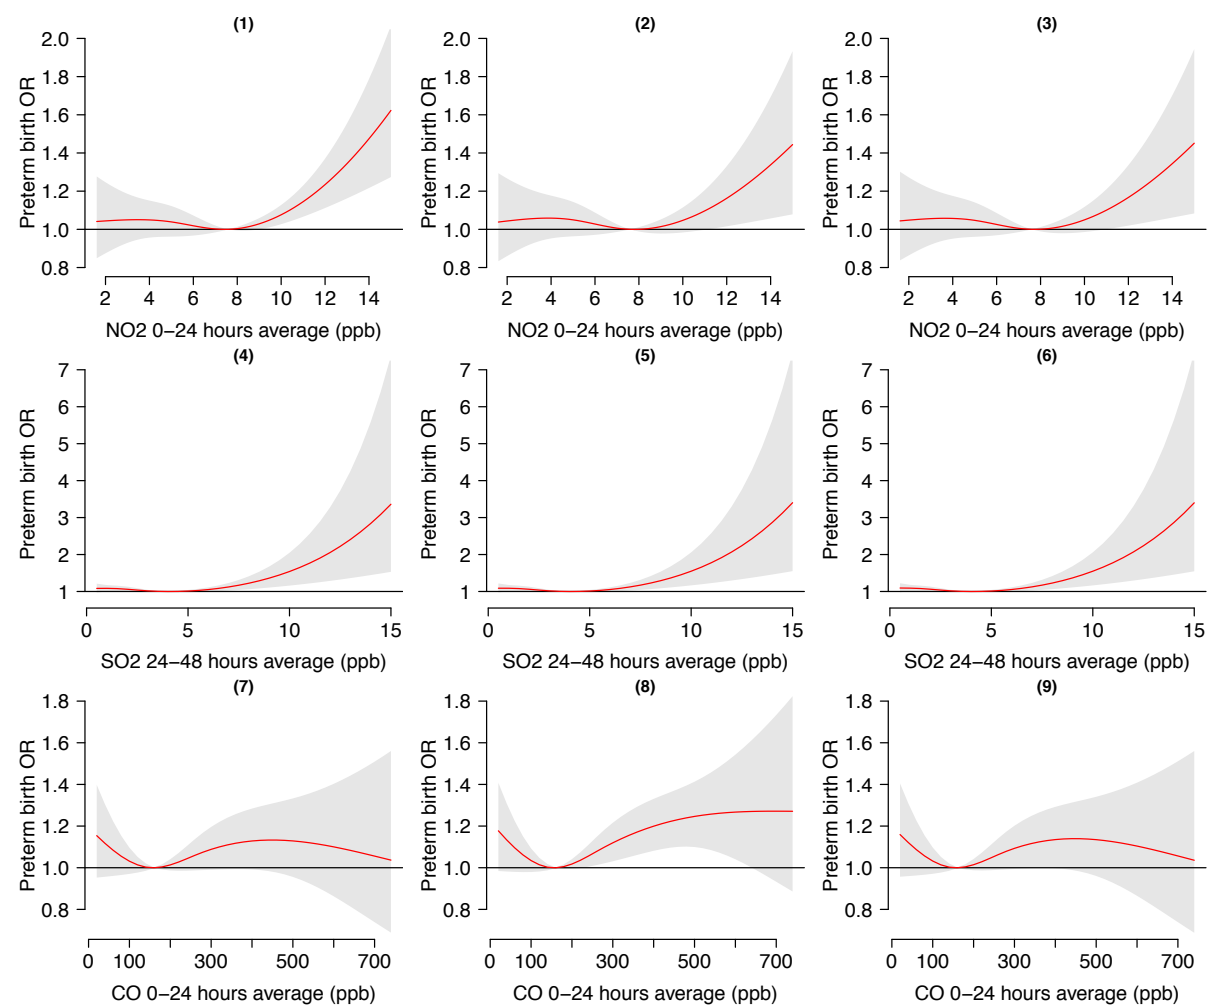 (1) (2) (3)
Preterm birth OR Preterm birth OR Preterm birth OR
2.0 2.0 2.0
1.8 1.8 1.8
1.6 1.6 1.6
1.4 1.4 1.4
1.2 1.2 1.2
1.0 1.0 1.0
0.8 0.8 0.8
2 4 6 8 10 12 14 2 4 6 8 10 12 14 2 4 6 8 10 12 14
NO2 0−24 hours average (ppb) NO2 0−24 hours average (ppb) NO2 0−24 hours average (ppb)
(4) (5) (6)
Preterm birth OR Preterm birth OR Preterm birth OR
7 7 7
6 6 6
5 5 5
4 4 4
3 3 3
2 2 2
1 1 1
0 5 10 15 0 5 10 15 0 5 10 15
SO2 24−48 hours average (ppb) SO2 24−48 hours average (ppb) SO2 24−48 hours average (ppb)
(7) (8) (9)
Preterm birth OR Preterm birth OR Preterm birth OR
1.8 1.8 1.8
1.6 1.6 1.6
1.4 1.4 1.4
1.2 1.2 1.2
1.0 1.0 1.0
0.8 0.8 0.8
0 100 300 500 700 0 100 300 500 700 0 100 300 500 700
CO 0−24 hours average (ppb) CO 0−24 hours average (ppb) CO 0−24 hours average (ppb)